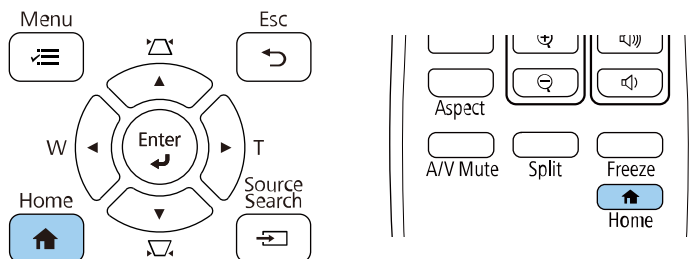 Menu
Esc
W
Enter
T
Home
Source
Search
Aspect
A/V Mute
Split
Freeze
Home